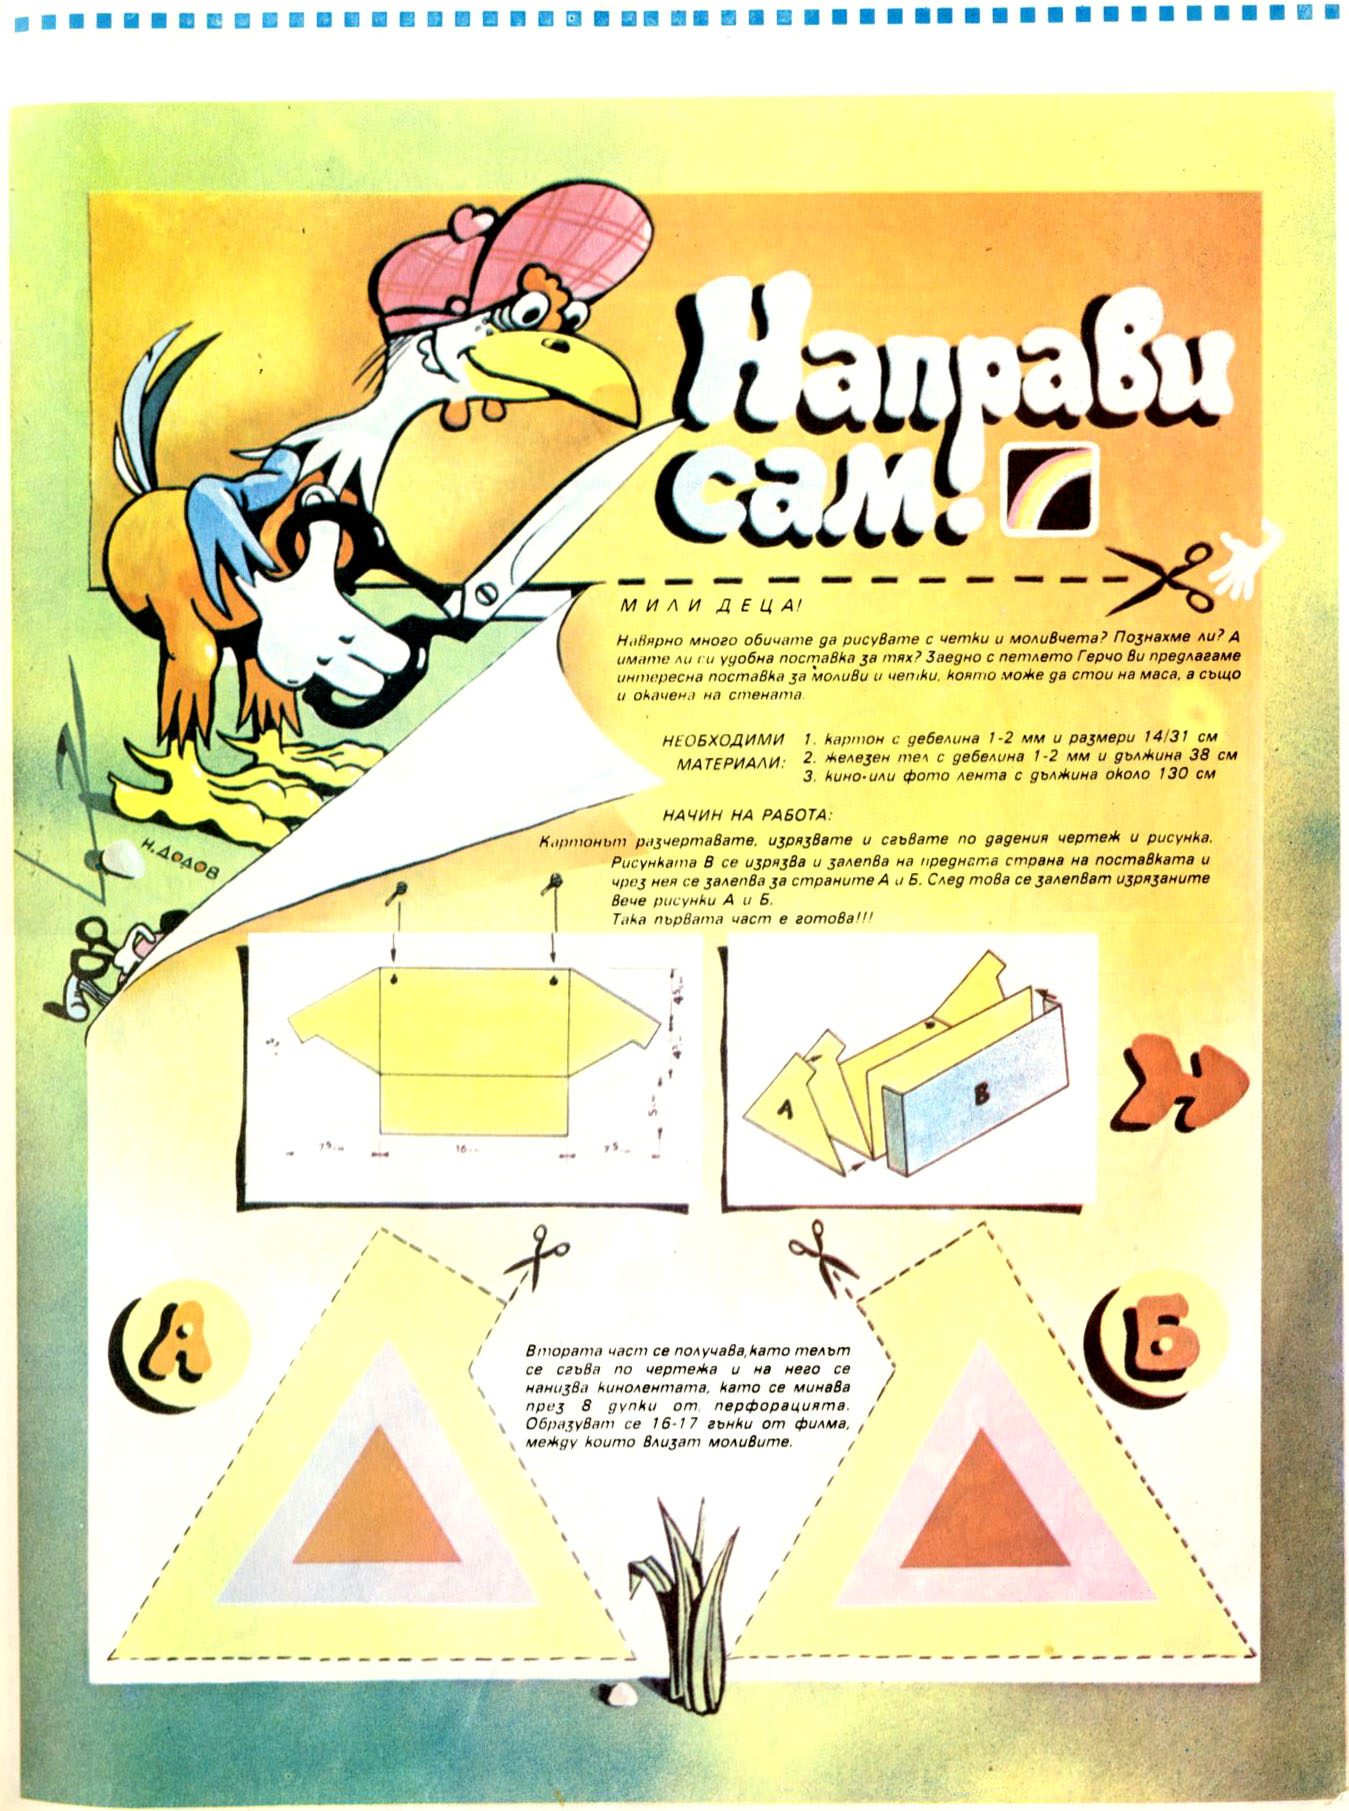 Направи
сам!
МИЛИ ДЕЦА!
Навярно много обичате да рисувате с четки и моливчета? Познахме ли? А
имате ли си удобна поставка за тях? Заедно с петлето Герчо Ви предлагаме
интересна поставка за моливи и четки, която може да стои на маса, а също
и окачена на стената.
НЕОБХОДИМИ
МАТЕРИАЛИ:
1. картон с дебелина 1-2 мм и размери 14/31 см
2. железен тел с дебелина 1-2 мм и дължина 38 см
3. кино-или фото лента с дължина около 130 см
НАЧИН НА РАБОТА:
Картонът разчертавате, изрязвате и сгъвате по дадения чертеж и рисунка.
Рисунката В се изрязва и залепва на предната страна на поставката и
чрез нея се залепва за страните А и Б. След това се залепват изрязаните
вече рисунки А и Б.
Така първата част е готова!!!
Н. ДОДОВ
16
А
В
А
Б
Втората част се получава, като телът
се сгъва по чертежа и на него се
нанизва кинолентата, като се минава
през 8 дупки от перфорацията.
Образуват се 16-17 гънки от филма,
между които влизат моливите.